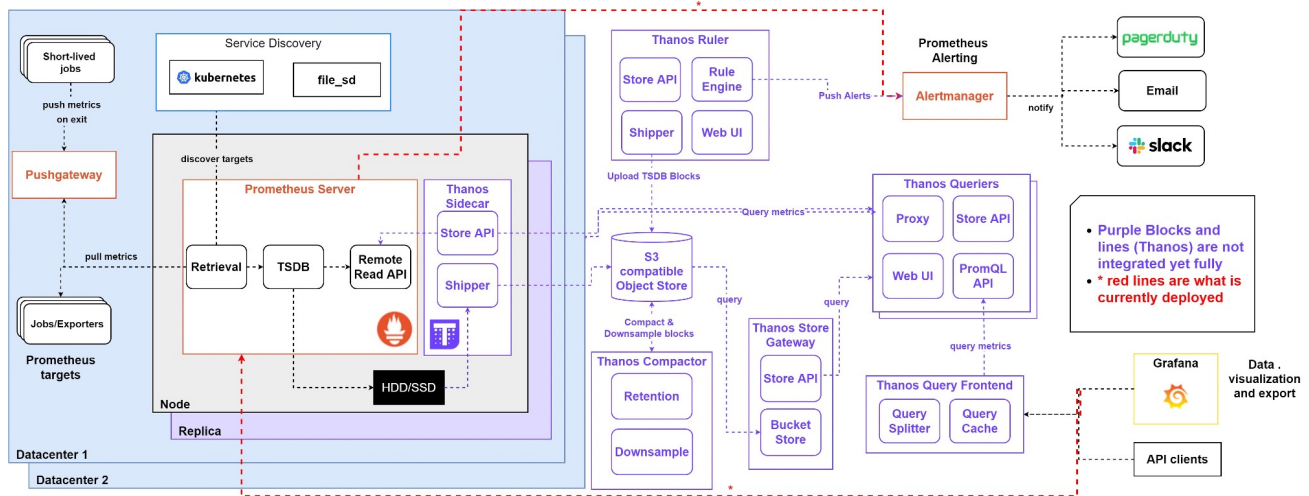 *
Short-lived
jobs
push metrics
on exit
Pushgateway
pull metrics
Jobs/Exporters
Prometheus
targets
Service Discovery
kubernetes
file_sd
discover targets
Prometheus Server
Retrieval
TSDB
Remote
Read API
Thanos
Sidecar
Store API
Shipper
HDD/SSD
Node
Replica
Datacenter 1
Datacenter 2
Thanos Ruler
Store API
Rule
Engine
Shipper
Web UI
Push Alerts
Upload TSDB Blocks
Query metrics
S3
compatible
Object Store
query
Compact &
Downsample blocks
Thanos Compactor
Retention
Downsample
Thanos Store
Gateway
Store API
Bucket
Store
query
Prometheus
Alerting
Alertmanager
notify
pagerduty
Email
slack
Thanos Queriers
Proxy
Store API
Web UI
PromQL
API
query metrics
Thanos Query Frontend
Query
Splitter
Query
Cache
• Purple Blocks and
lines (Thanos) are not
integrated yet fully
• * red lines are what is
currently deployed
Grafana
Data .
visualization
and export
API clients
*